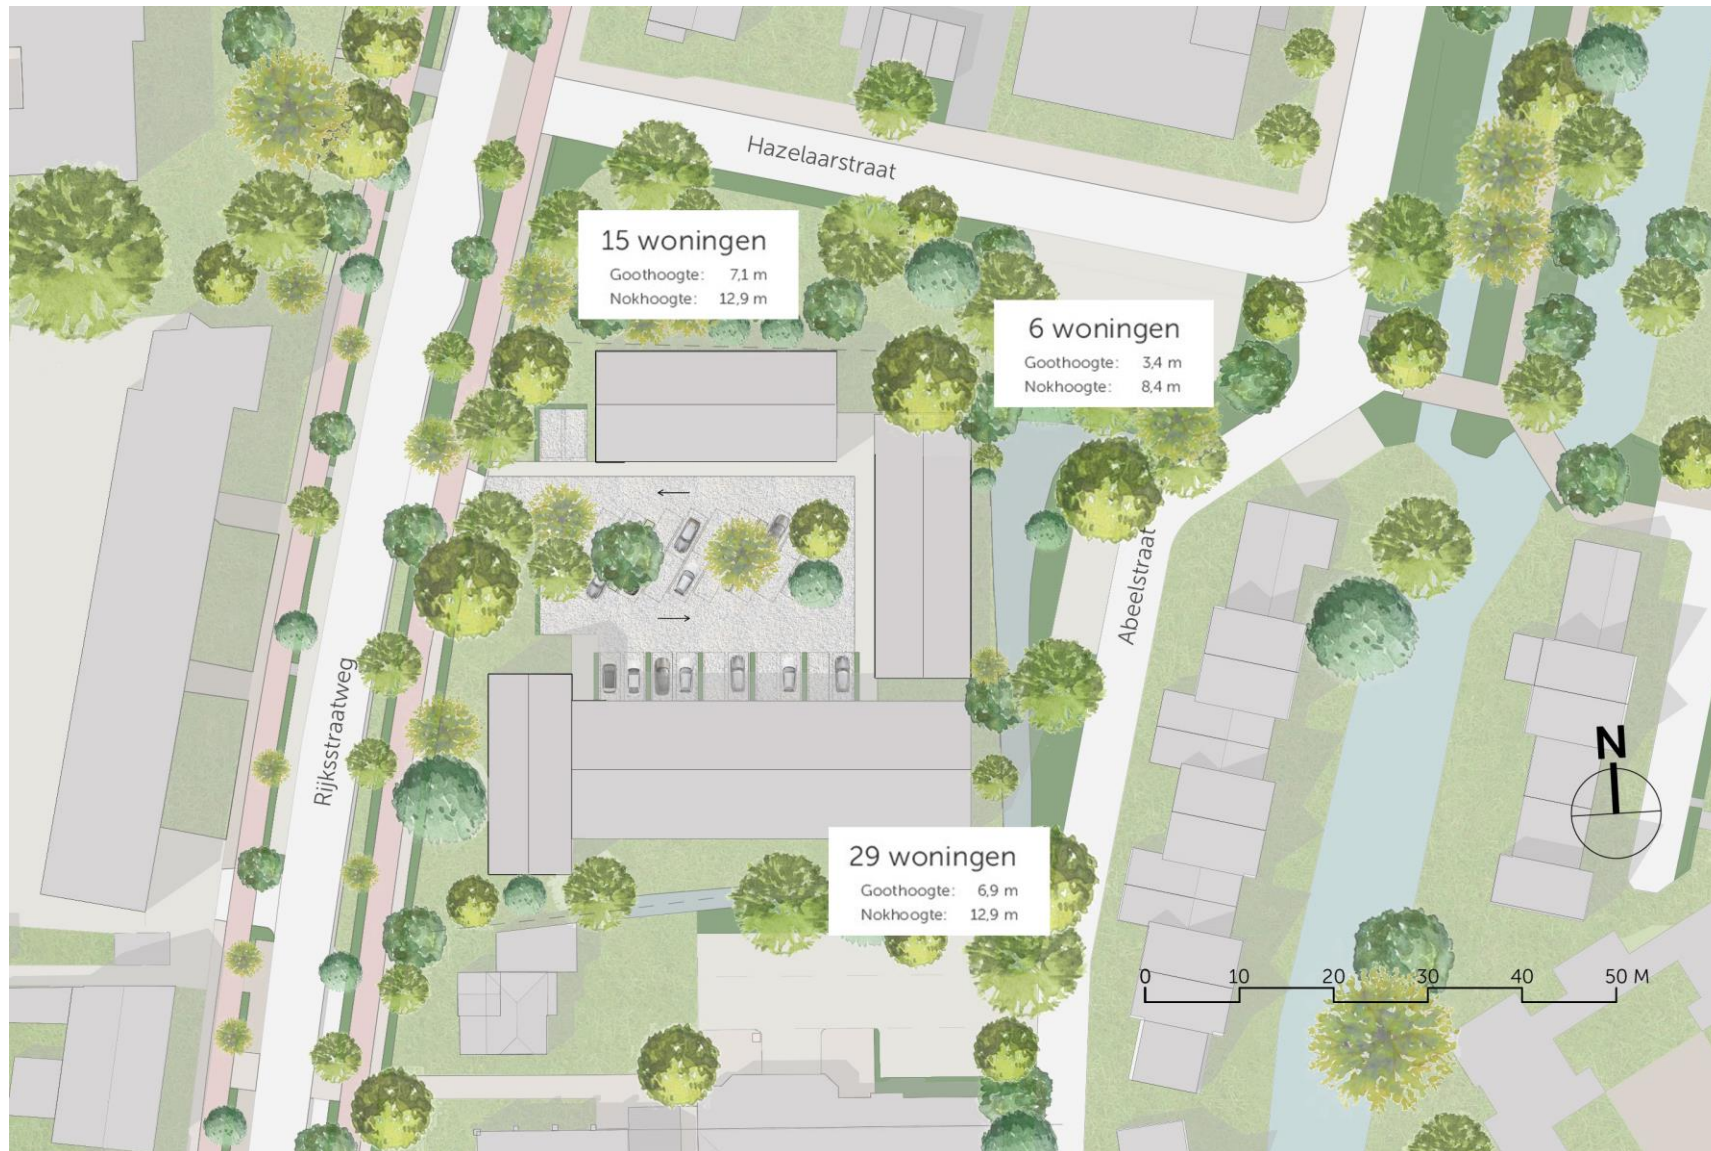 Hazelaarstraat
15 woningen
Goothoogte: 7,1 m
Nokhoogte: 12,9 m
6 woningen
Goothoogte: 3,4 m
Nokhoogte: 8,4 m
Abeelstraat
Rijksstraatweg
N
29 woningen
Goothoogte: 6,9 m
Nokhoogte: 12,9 m
0 10 20 30 40 50 M